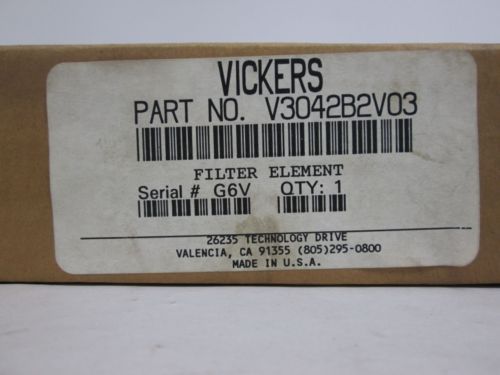 VICKERS
PART NO. V3042B2V03
FILTER ELEMENT
Serial # G6V QTY: 1
26235 TECHNOLOGY DRIVE
VALENCIA, CA 91355 (805)295-0800
MADE IN U.S.A.